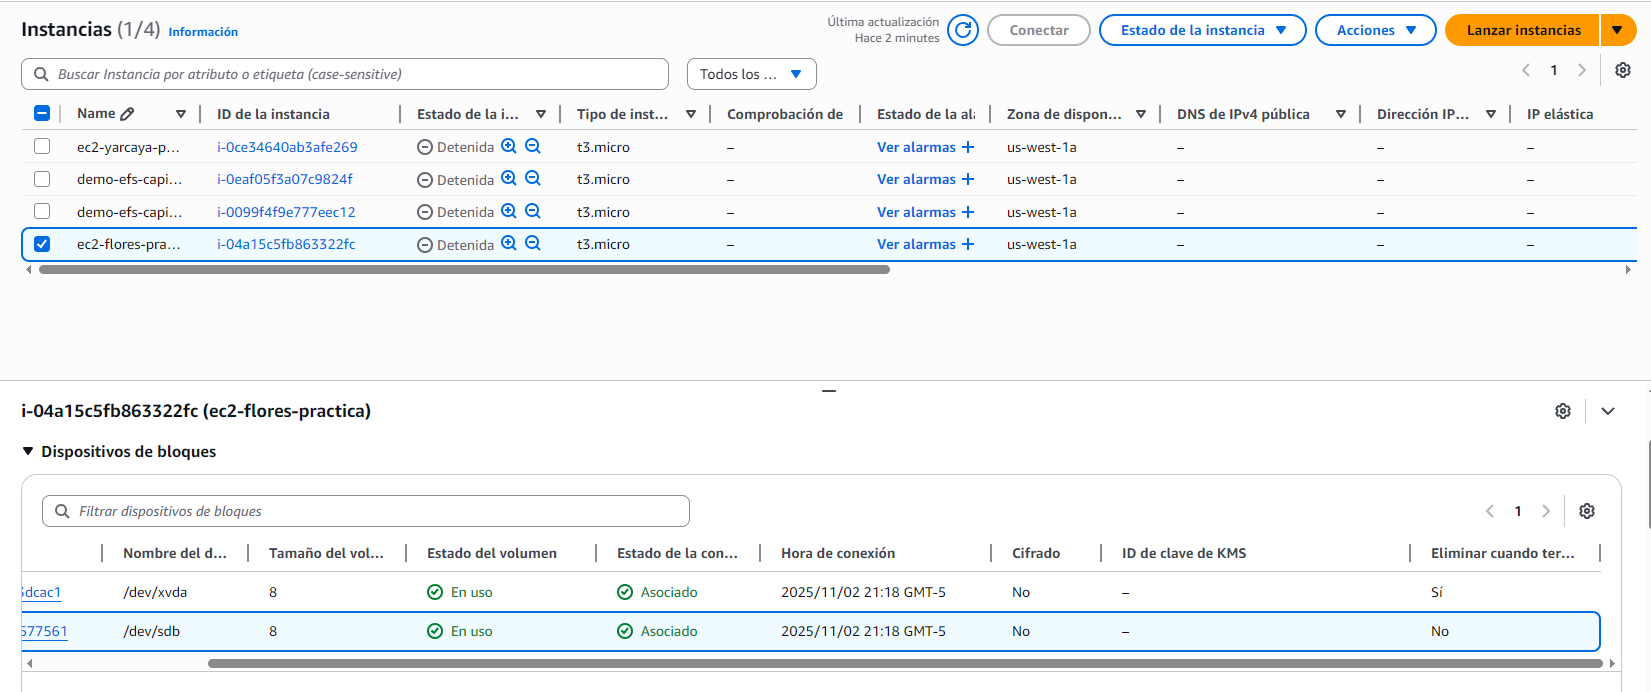 Instancias (1/4) Información
Última actualización
Hace 2 minutes
Conectar
Estado de la instancia
Acciones
Lanzar instancias
Buscar Instancia por atributo o etiqueta (case-sensitive)
Todos los ...
1
Name ID de la instancia Estado de la i... Tipo de inst... Comprobación de Estado de la al Zona de dispon... DNS de IPv4 pública Dirección IP... IP elástica
ec2-yarcaya-p... i-0ce34640ab3afe269 Detenida t3.micro – Ver alarmas + us-west-1a – – –
demo-efs-capi... i-0eaf05f3a07c9824f Detenida t3.micro – Ver alarmas + us-west-1a – – –
demo-efs-capi... i-0099f4f9e777eec12 Detenida t3.micro – Ver alarmas + us-west-1a – – –
ec2-flores-pra... i-04a15c5fb863322fc Detenida t3.micro – Ver alarmas + us-west-1a – – –
i-04a15c5fb863322fc (ec2-flores-practica)
Dispositivos de bloques
Filtrar dispositivos de bloques
1
Nombre del d... Tamaño del vol... Estado del volumen Estado de la con... Hora de conexión Cifrado ID de clave de KMS Eliminar cuando ter...
dcac1 /dev/xvda 8 En uso Asociado 2025/11/02 21:18 GMT-5 No – Sí
577561 /dev/sdb 8 En uso Asociado 2025/11/02 21:18 GMT-5 No – No